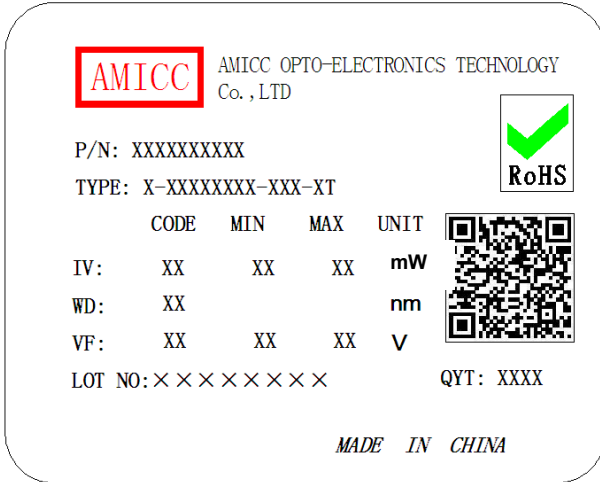 AMICC
AMICC OPTO-ELECTRONICS TECHNOLOGY
Co.,LTD
RoHS
P/N: XXXXXXXXXX
TYPE: X-XXXXXXXX-XXX-XT
CODE MIN MAX UNIT
IV: XX XX XX mW
WD: XX nm
VF: XX XX XX V
LOT NO:××××××××
QYT: XXXX
MADE IN CHINA